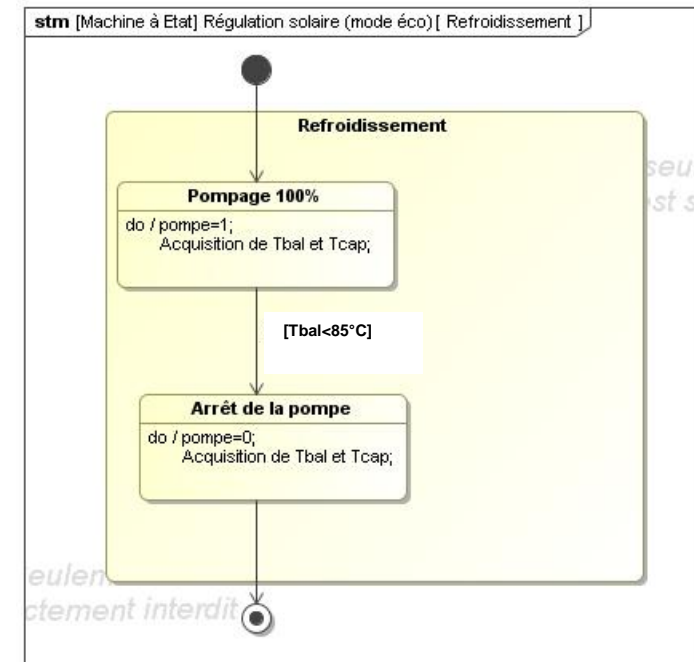 stm [Machine à Etat] Régulation solaire (mode éco) [ Refroidissement ]
Refroidissement
Pompage 100%
do / pompe=1;
Acquisition de Tbal et Tcap;
[Tbal<85°C]
Arrêt de la pompe
do / pompe=0;
Acquisition de Tbal et Tcap;
interdit